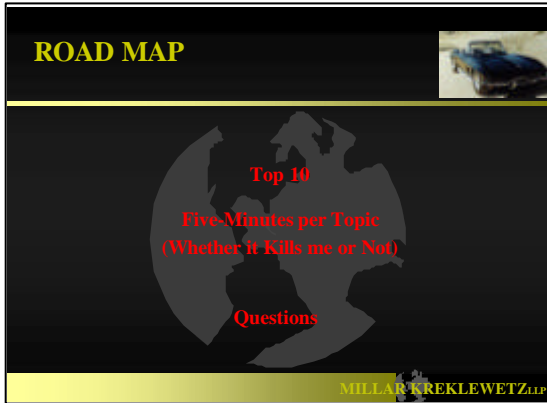 ROAD MAP
Top 10
Five-Minutes per Topic
(Whether it Kills me or Not)
Questions
MILLAR KREKLEWETZ LLP